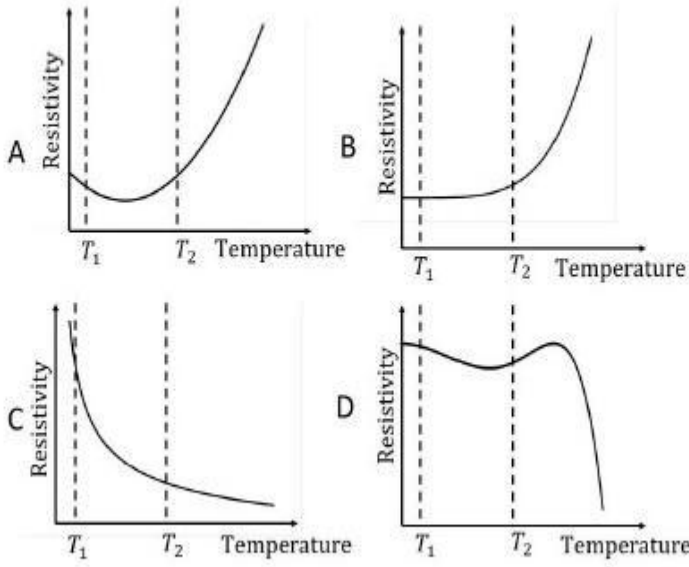 A
Resistivity
T₁
T₂
Temperature
B
Resistivity
T₁
T₂
Temperature
C
Resistivity
T₁
T₂
Temperature
D
Resistivity
T₁
T₂
Temperature